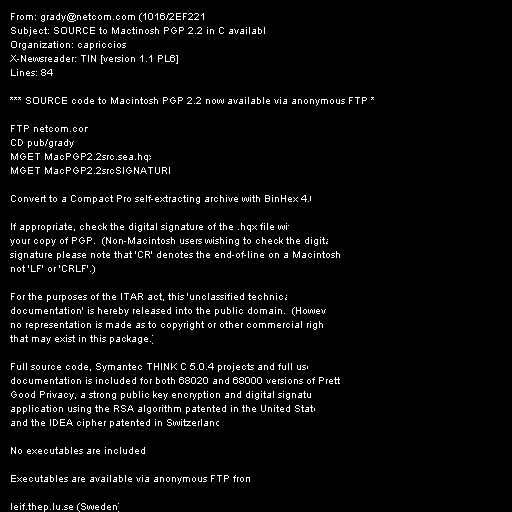 From: grady@netcom.com (1016/2EF221
Subject: SOURCE to Mactinosh PGP 2.2 in C availabl
Organization: capriccios
X-Newsreader: TIN [version 1.1 PL6]
Lines: 84
*** SOURCE code to Macintosh PGP 2.2 now available via anonymous FTP *
FTP netcom.cor
CD pub/grady
MGET MacPGP2.2src.sea.hqx
MGET MacPGP2.2srcSIGNATURI
Convert to a Compact Pro self-extracting archive with BinHex 4.0
If appropriate, check the digital signature of the .hqx file wit
your copy of PGP. (Non-Macintosh users wishing to check the digita
signature please note that 'CR' denotes the end-of-line on a Macintosh
not 'LF' or 'CRLF'.)
For the purposes of the ITAR act, this 'unclassified technica
documentation' is hereby released into the public domain. (Howev
no representation is made as to copyright or other commercial righ
that may exist in this package.)
Full source code, Symantec THINK C 5.0.4 projects and full use
documentation is included for both 68020 and 68000 versions of Prett
Good Privacy, a strong public key encryption and digital signatu
application using the RSA algorithm patented in the United State
and the IDEA cipher patented in Switzerland
No executables are included
Executables are available via anonymous FTP from
leif.thep.lu.se (Sweden)